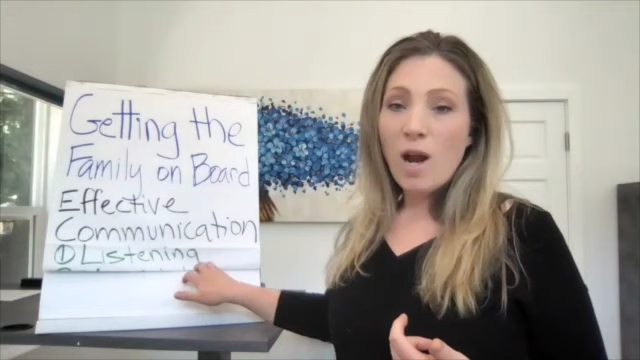 Getting the
Family on Board
Effective
Communication
① Listening